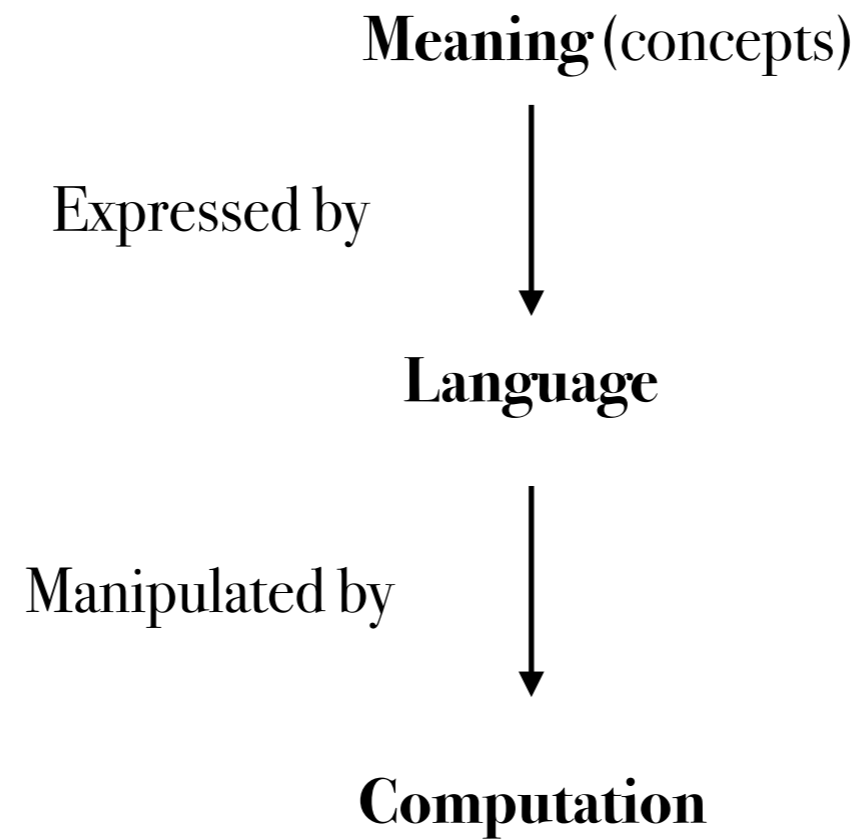 Meaning (concepts)
Expressed by
Language
Manipulated by
Computation